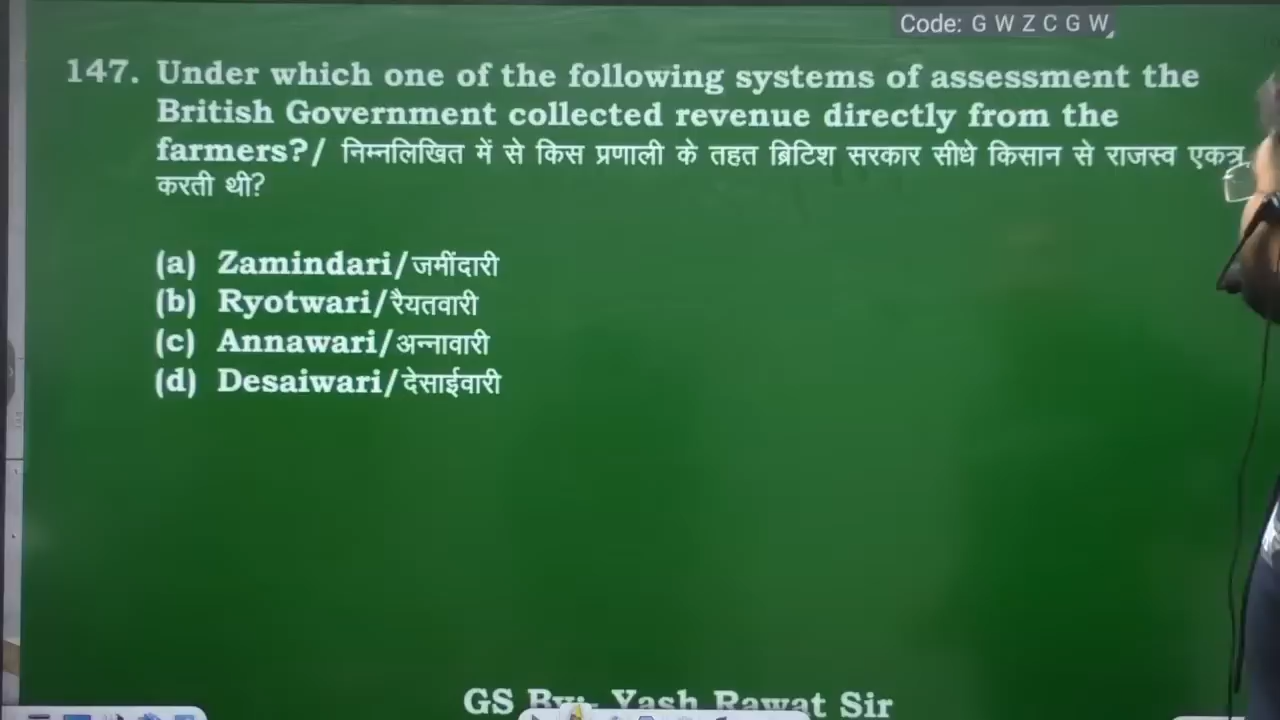 Code: G W Z C G W
147. Under which one of the following systems of assessment the
British Government collected revenue directly from the
farmers?/ निम्नलिखित में से किस प्रणाली के तहत ब्रिटिश सरकार सीधे किसान से राजस्व एकत्र
करती थी?
(a) Zamindari/जमींदारी
(b) Ryotwari/रैयतवारी
(c) Annawari/अन्नावारी
(d) Desaiwari/देसाईवारी
GS By:- Yash Rawat Sir